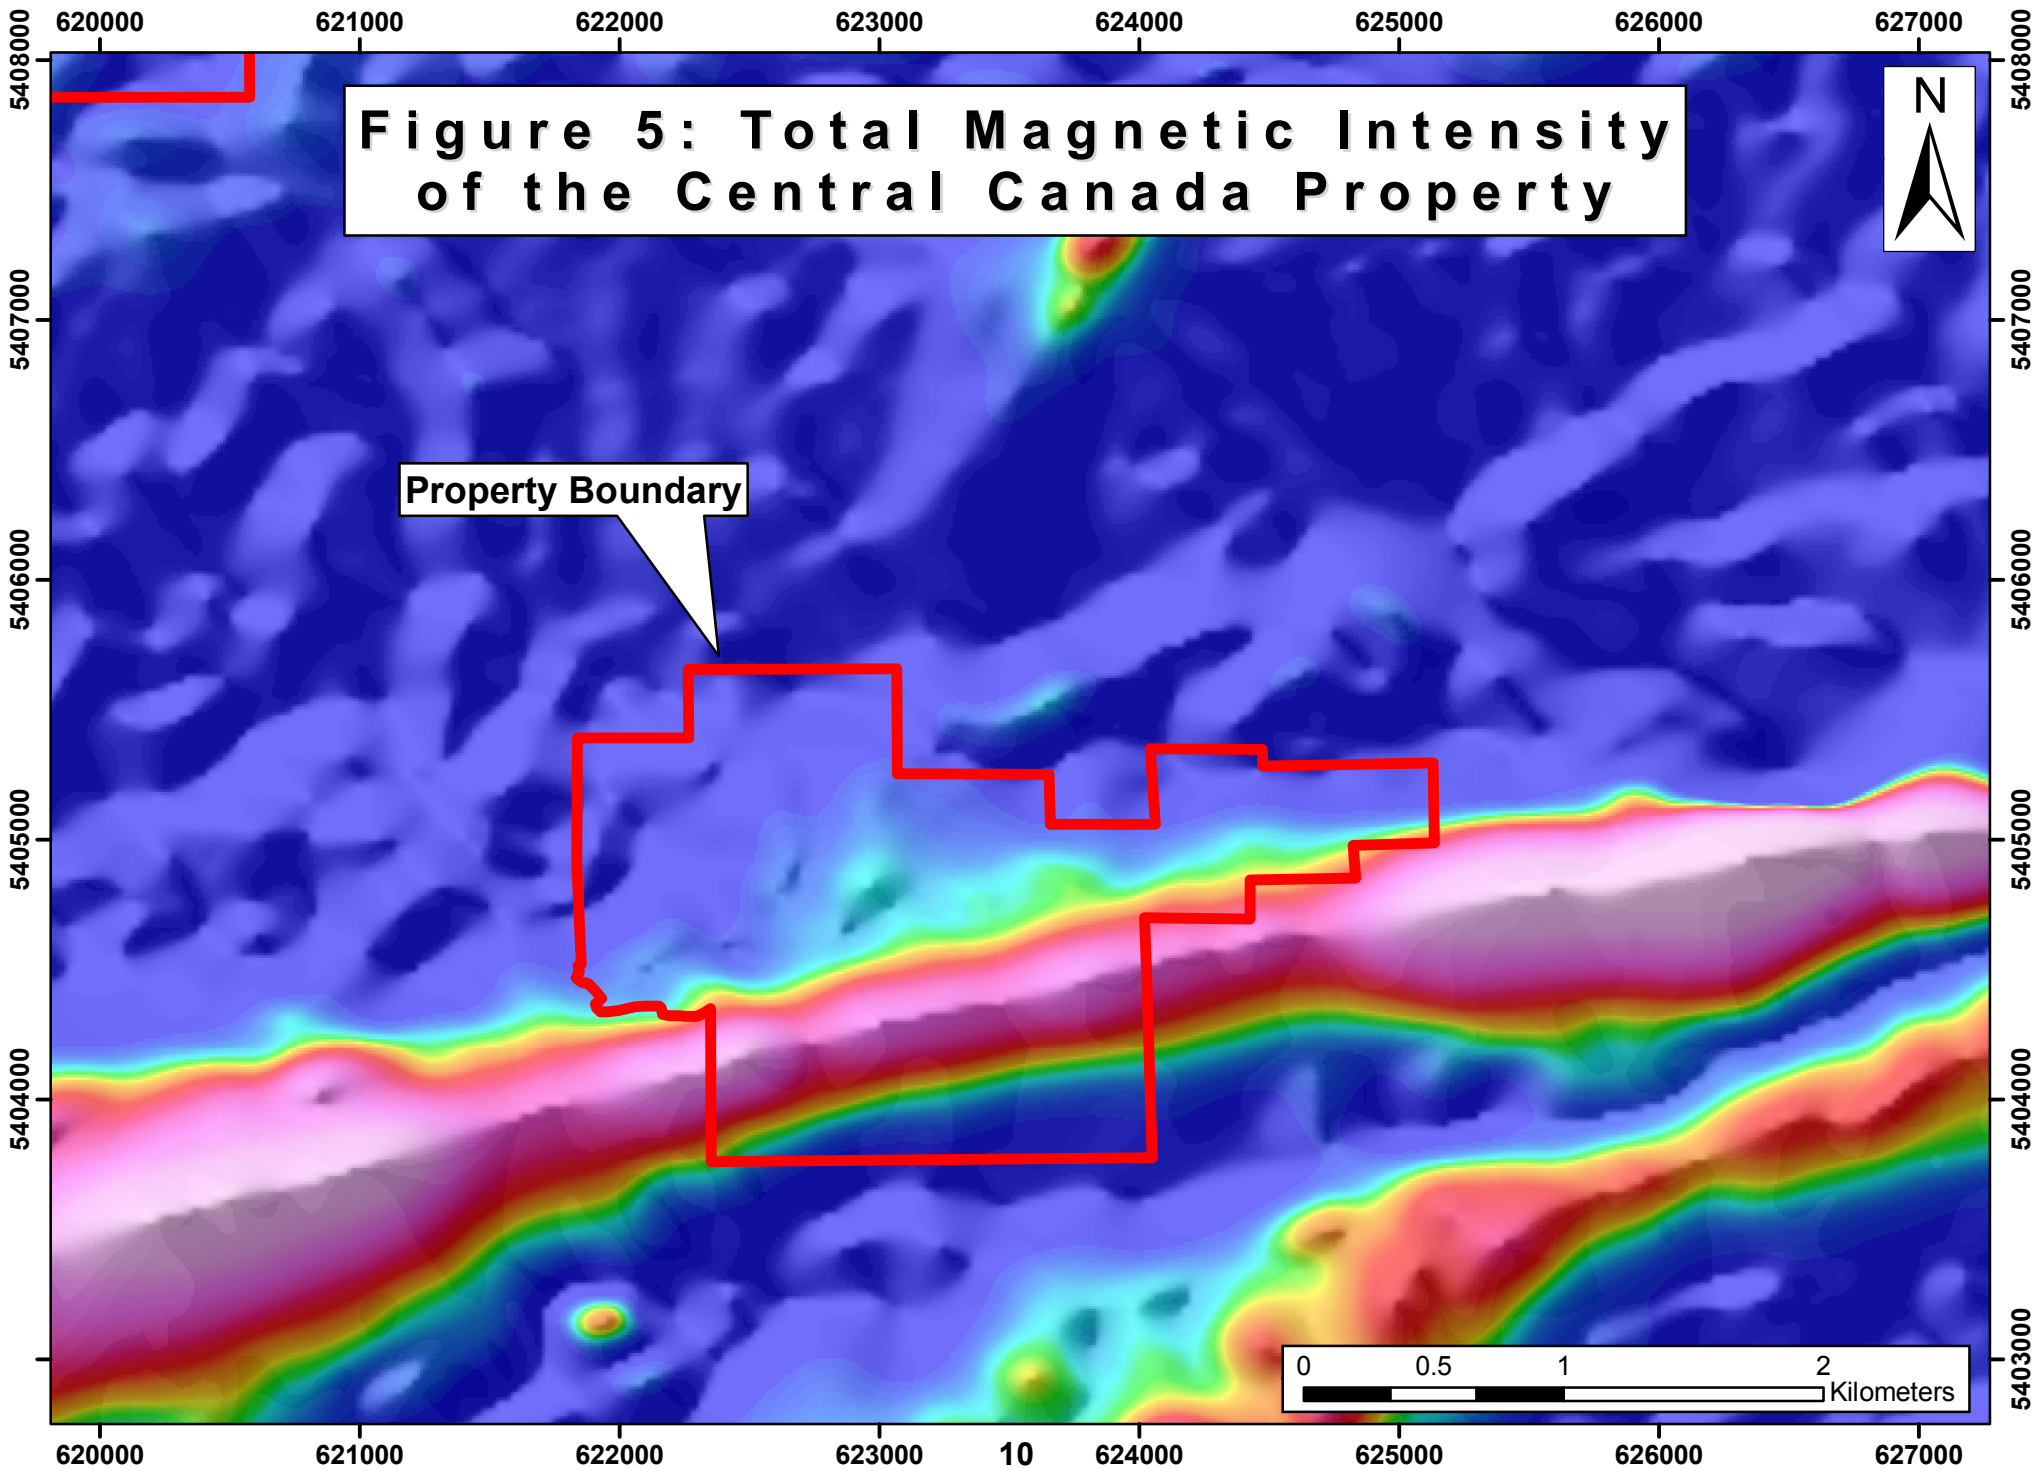 620000 621000 622000 623000 624000 625000 626000 627000
5408000 5408000
Figure 5: Total Magnetic Intensity
of the Central Canada Property
N
5407000 5407000
Property Boundary
5406000 5406000
5405000 5405000
5404000 5404000
5403000
0 0.5 1 2
Kilometers
620000 621000 622000 623000 10 624000 625000 626000 627000